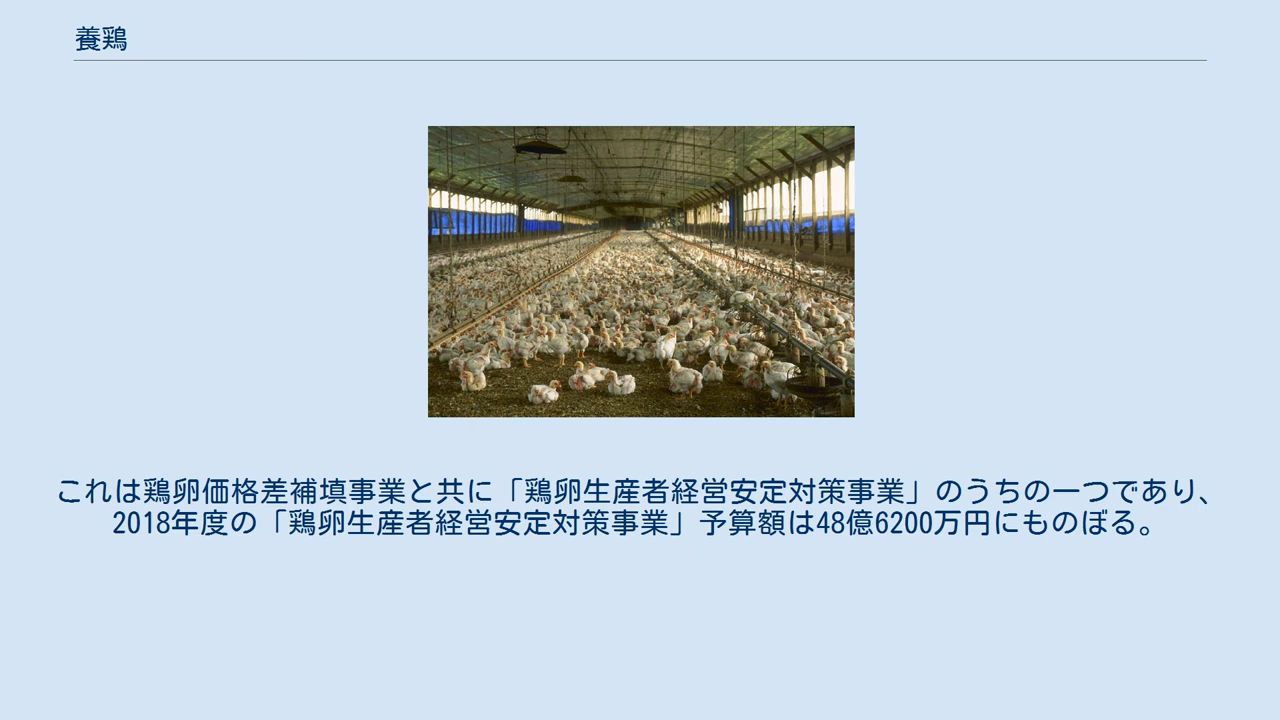 養鶏
これは鶏卵価格差補填事業と共に「鶏卵生産者経営安定対策事業」のうちの一つであり、
2018年度の「鶏卵生産者経営安定対策事業」予算額は48億6200万円にものぼる。